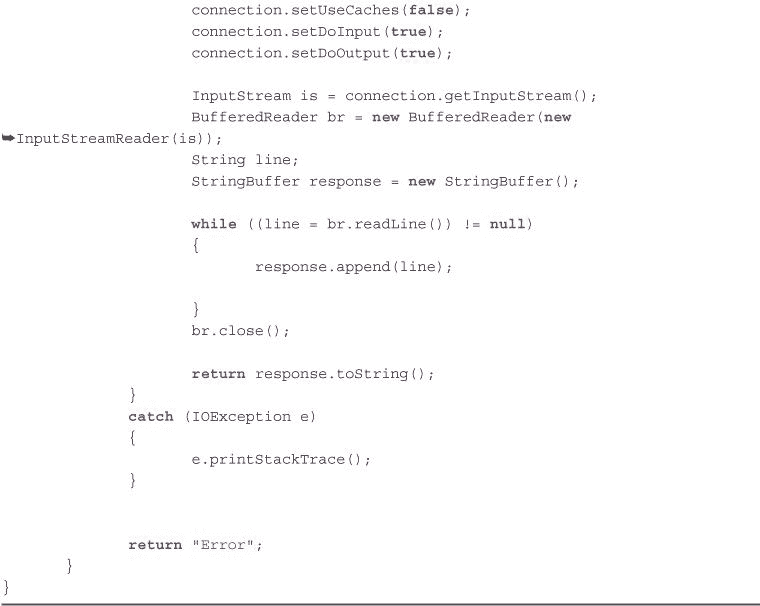 connection.setUseCaches(false);
connection.setDoInput(true);
connection.setDoOutput(true);
InputStream is = connection.getInputStream();
BufferedReader br = new BufferedReader(new
➥InputStreamReader(is));
String line;
StringBuffer response = new StringBuffer();
while ((line = br.readLine()) != null)
{
response.append(line);
}
br.close();
return response.toString();
}
catch (IOException e)
{
e.printStackTrace();
}
return "Error";
}
}